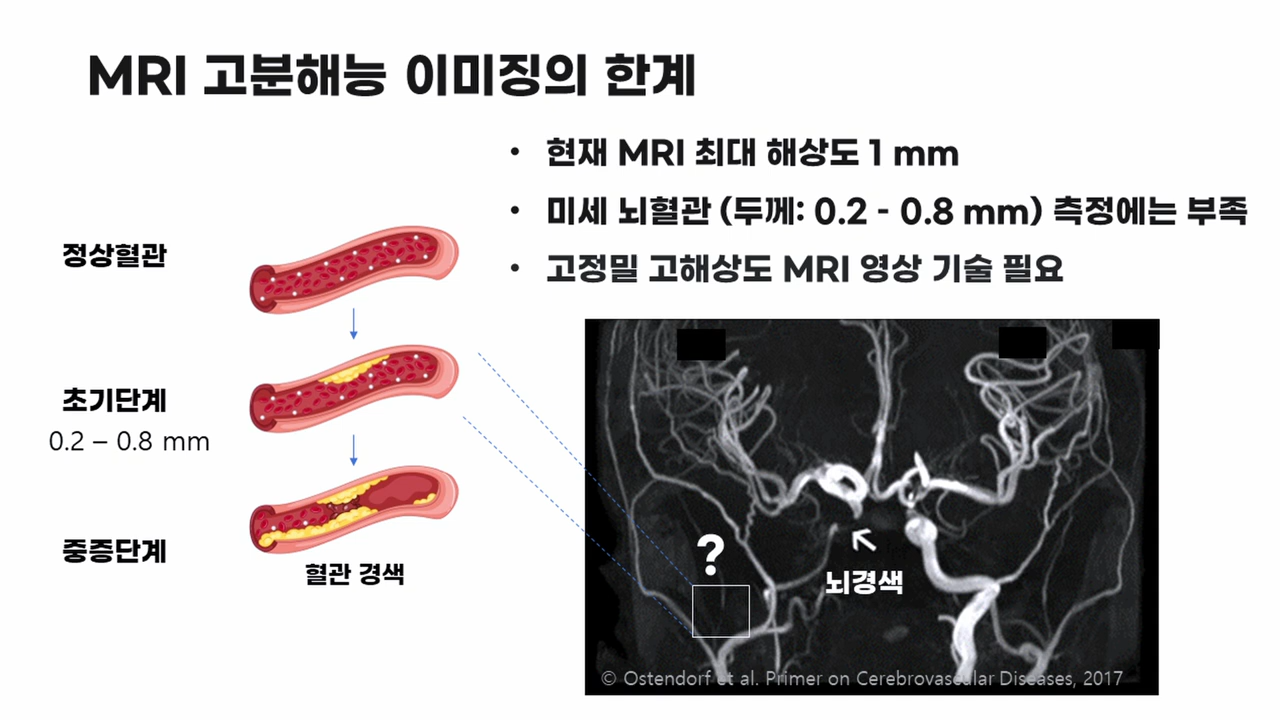 MRI 고분해능 이미징의 한계
• 현재 MRI 최대 해상도 1 mm
• 미세 뇌혈관 (두께: 0.2 - 0.8 mm) 측정에는 부족
• 고정밀 고해상도 MRI 영상 기술 필요
정상혈관
초기단계
0.2 – 0.8 mm
중증단계
혈관 경색
?
뇌경색
© Ostendorf et al. Primer on Cerebrovascular Diseases, 2017